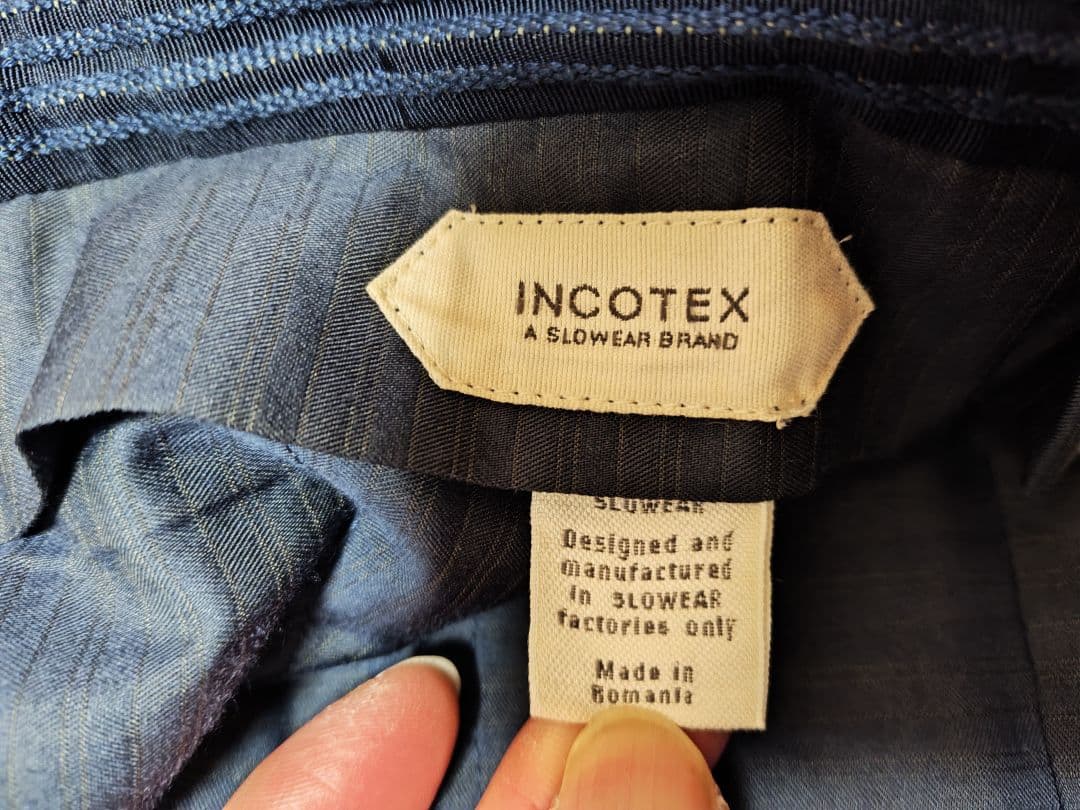 INCOTEX
A SLOWEAR BRAND
SLOWEAR
Designed and
manufactured
in SLOWEAR
factories only
Made in
Romania